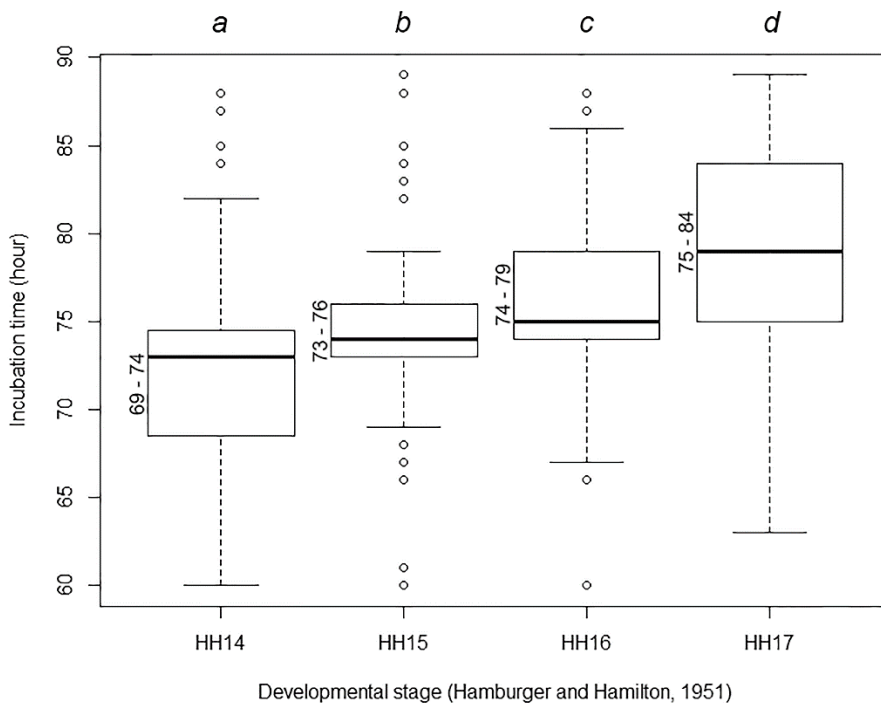 a b c d
Incubation time (hour)
90
85
80
75
70
65
60
69 - 74
73 - 76
74 - 79
75 - 84
HH14 HH15 HH16 HH17
Developmental stage (Hamburger and Hamilton, 1951)